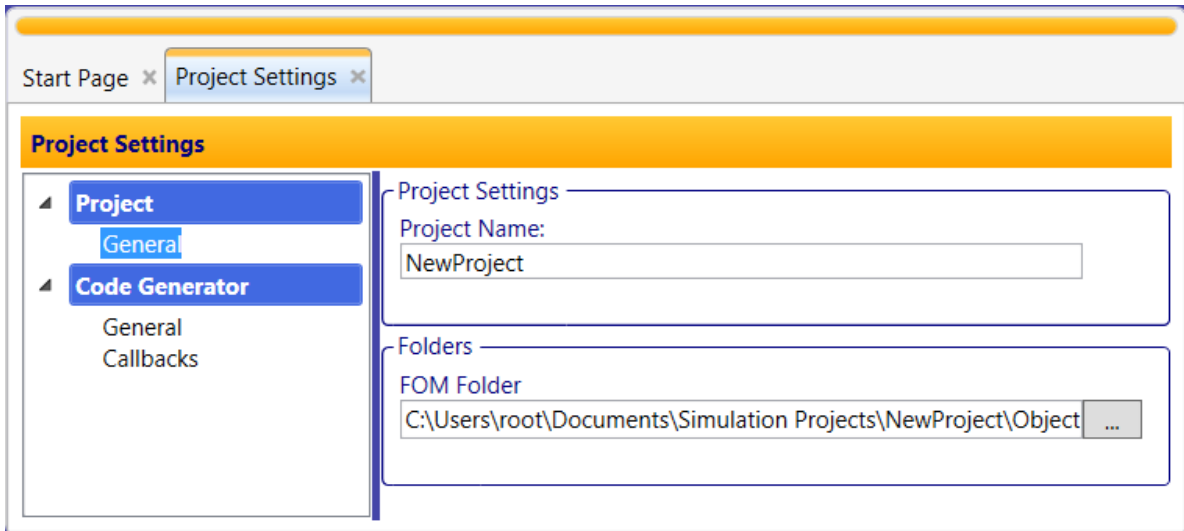 Start Page
Project Settings
Project Settings
Project
General
Code Generator
General
Callbacks
Project Settings
Project Name:
NewProject
Folders
FOM Folder
C:\Users\root\Documents\Simulation Projects\NewProject\Object
...